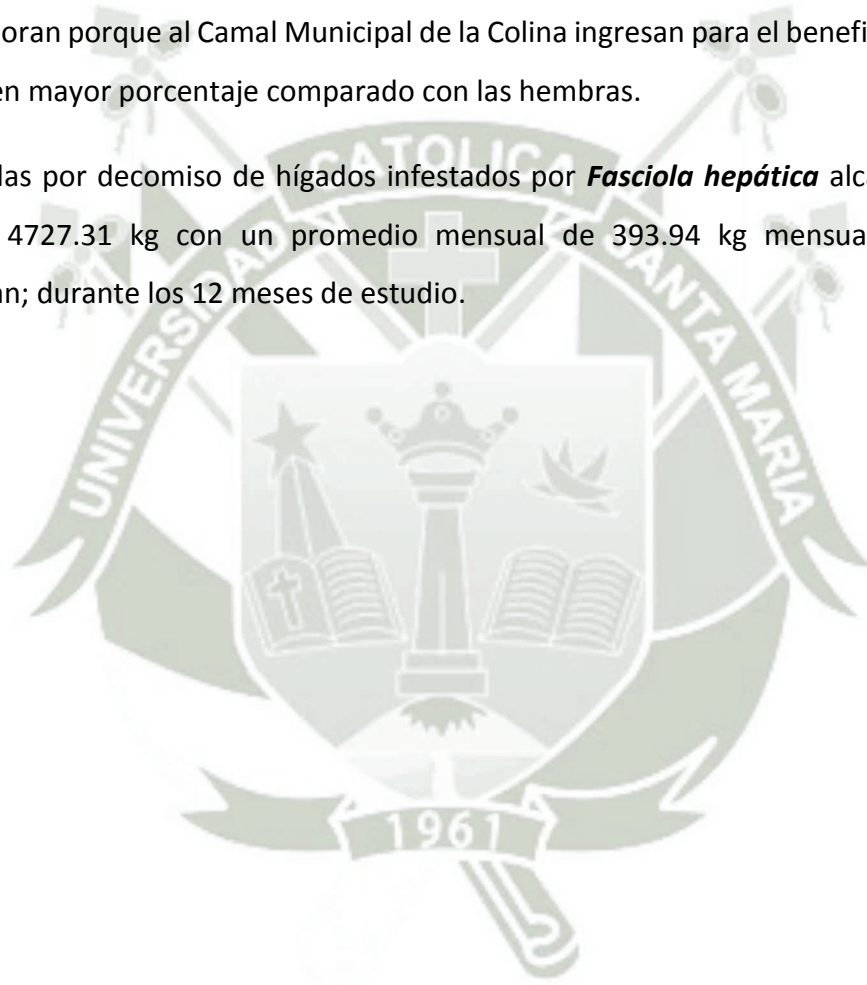 oran porque al Camal Municipal de la Colina ingresan para el benefi
en mayor porcentaje comparado con las hembras.
las por decomiso de hígados infestados por Fasciola hepática alc
4727.31 kg con un promedio mensual de 393.94 kg mensua
n; durante los 12 meses de estudio.
UNIVERSIDAD CATOLICA SANTA MARIA
1961